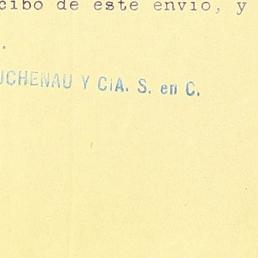 cibo de este envío, y
.
UCHENAU Y CIA. S. en C.